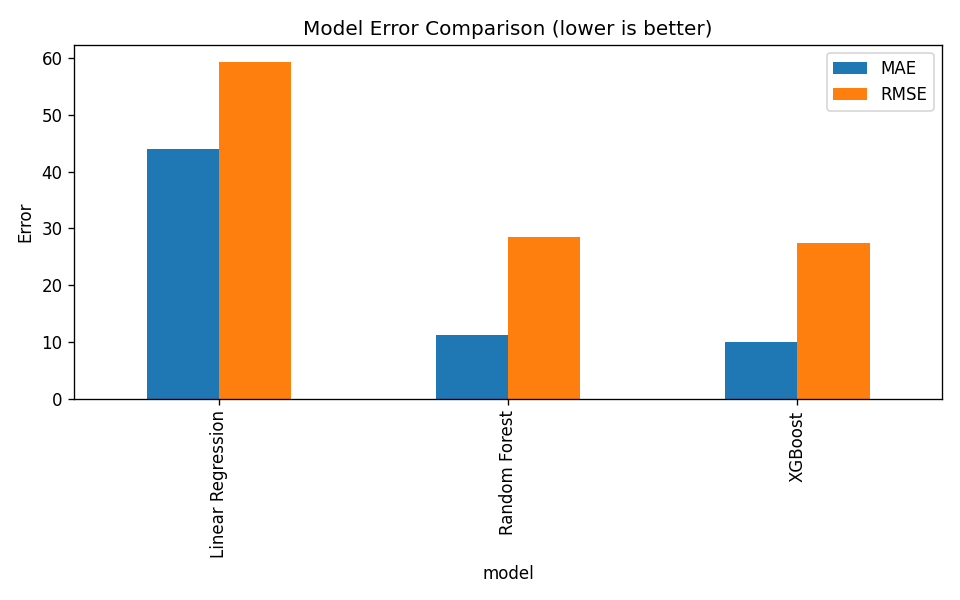 Model Error Comparison (lower is better)
MAE
RMSE
Error
60
50
40
30
20
10
0
Linear Regression
Random Forest
XGBoost
model